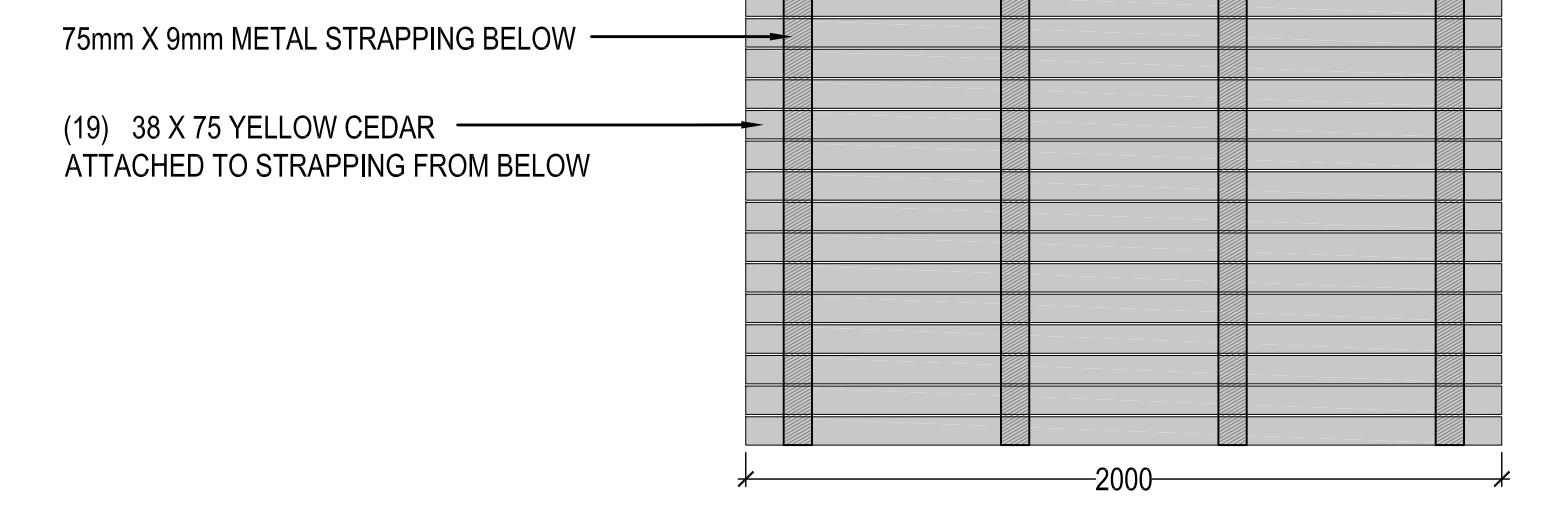 75mm X 9mm METAL STRAPPING BELOW
(19) 38 X 75 YELLOW CEDAR
ATTACHED TO STRAPPING FROM BELOW
2000